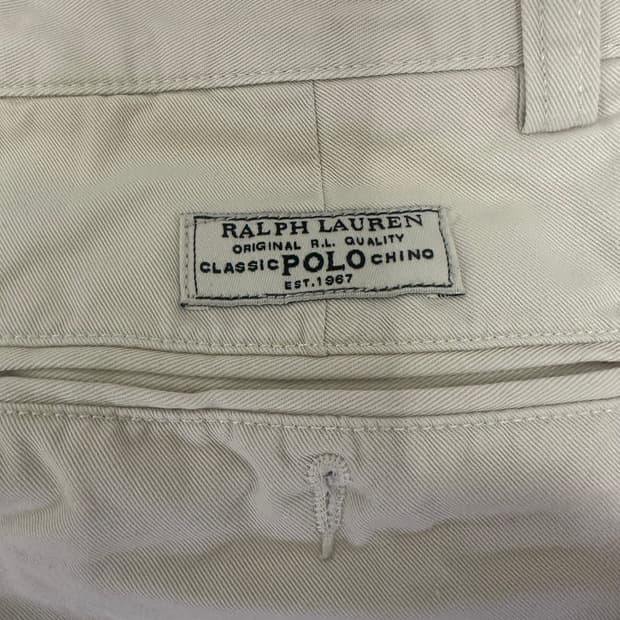 RALPH LAUREN
ORIGINAL R.L. QUALITY
CLASSIC POLO CHINO
EST.1967